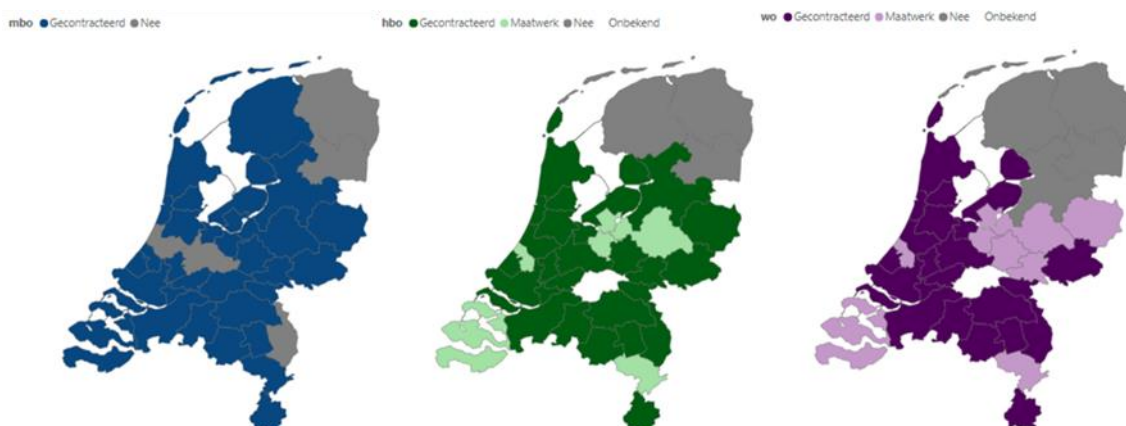 mbo Gecontracteerd Nee
hbo Gecontracteerd Maatwerk Nee Onbekend
wo Gecontracteerd Maatwerk Nee Onbekend